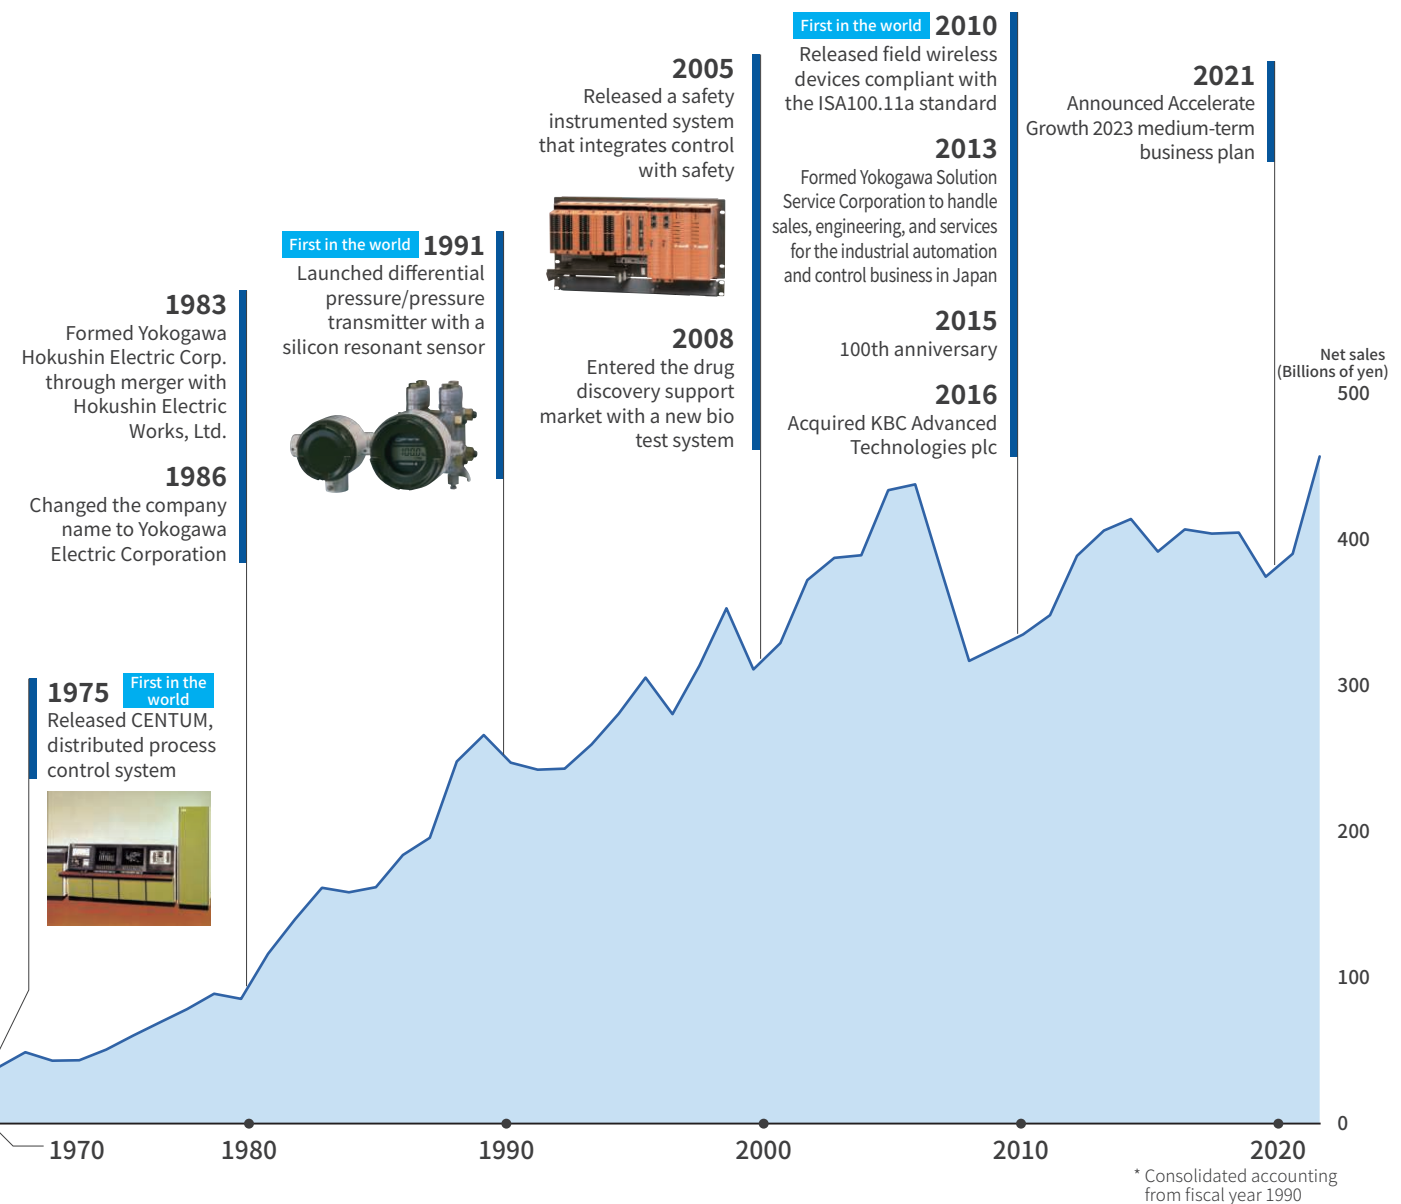 1975
First in the
world
Released CENTUM,
distributed process
control system
1983
Formed Yokogawa
Hokushin Electric Corp.
through merger with
Hokushin Electric
Works, Ltd.
1986
Changed the company
name to Yokogawa
Electric Corporation
First in the world
1991
Launched differential
pressure/pressure
transmitter with a
silicon resonant sensor
2005
Released a safety
instrumented system
that integrates control
with safety
2008
Entered the drug
discovery support
market with a new bio
test system
First in the world
2010
Released field wireless
devices compliant with
the ISA100.11a standard
2013
Formed Yokogawa Solution
Service Corporation to handle
sales, engineering, and services
for the industrial automation
and control business in Japan
2015
100th anniversary
2016
Acquired KBC Advanced
Technologies plc
2021
Announced Accelerate
Growth 2023 medium-term
business plan
Net sales
(Billions of yen)
500
400
300
200
100
0
1970
1980
1990
2000
2010
2020
* Consolidated accounting
from fiscal year 1990